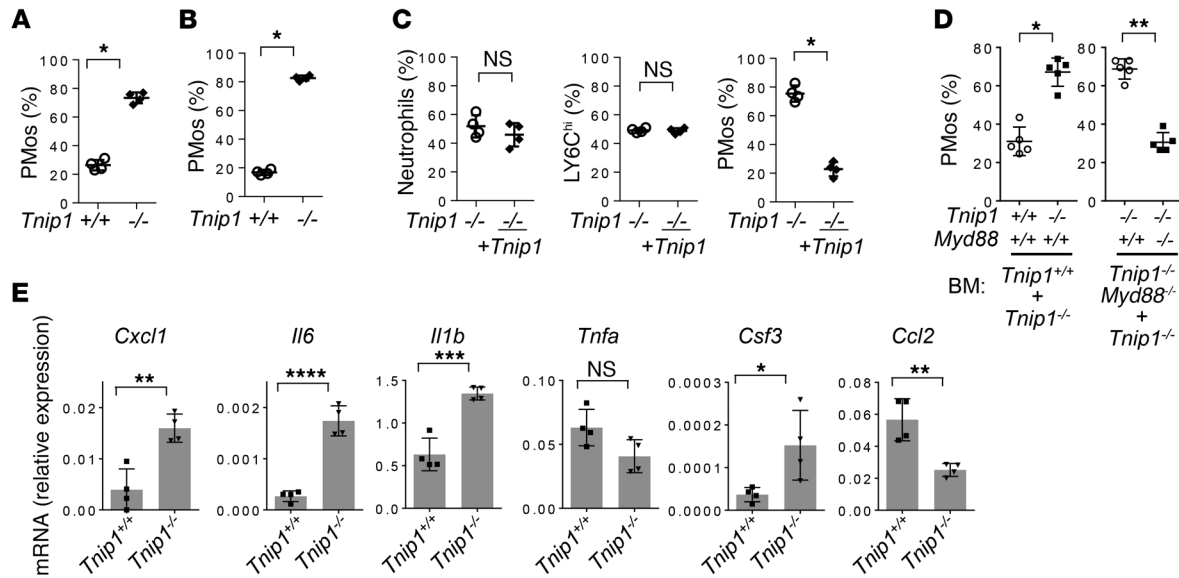 A
B
C
D
*
PMos (%)
100
80
60
40
20
0
Tnip1 +/+ -/-
*
PMos (%)
100
80
60
40
20
0
Tnip1 +/+ -/-
NS
Neutrophils (%)
100
80
60
40
20
0
Tnip1 -/- -/-
+Tnip1
NS
LY6Chi (%)
100
80
60
40
20
0
-/- -/-
+Tnip1
*
PMos (%)
100
80
60
40
20
0
-/- -/-
+Tnip1
*
PMos (%)
80
60
40
20
0
Tnip1 +/+ -/-
Myd88 +/+ +/+
BM: Tnip1+/+
+
Tnip1-/-
**
80
60
40
20
0
-/- -/-
+/+ -/-
Tnip1-/-
Myd88-/-
+
Tnip1-/-
E
mRNA (relative expression)
Cxcl1
**
0.02
0.01
0.00
Tnip1+/+ Tnip1-/-
Il6
****
0.002
0.001
0.000
Tnip1+/+ Tnip1-/-
Il1b
***
1.5
1.0
0.5
0.0
Tnip1+/+ Tnip1-/-
Tnfa
NS
0.10
0.05
0.00
Tnip1+/+ Tnip1-/-
Csf3
*
0.0003
0.0002
0.0001
0.0000
Tnip1+/+ Tnip1-/-
Ccl2
**
0.08
0.06
0.04
0.02
0.00
Tnip1+/+ Tnip1-/-